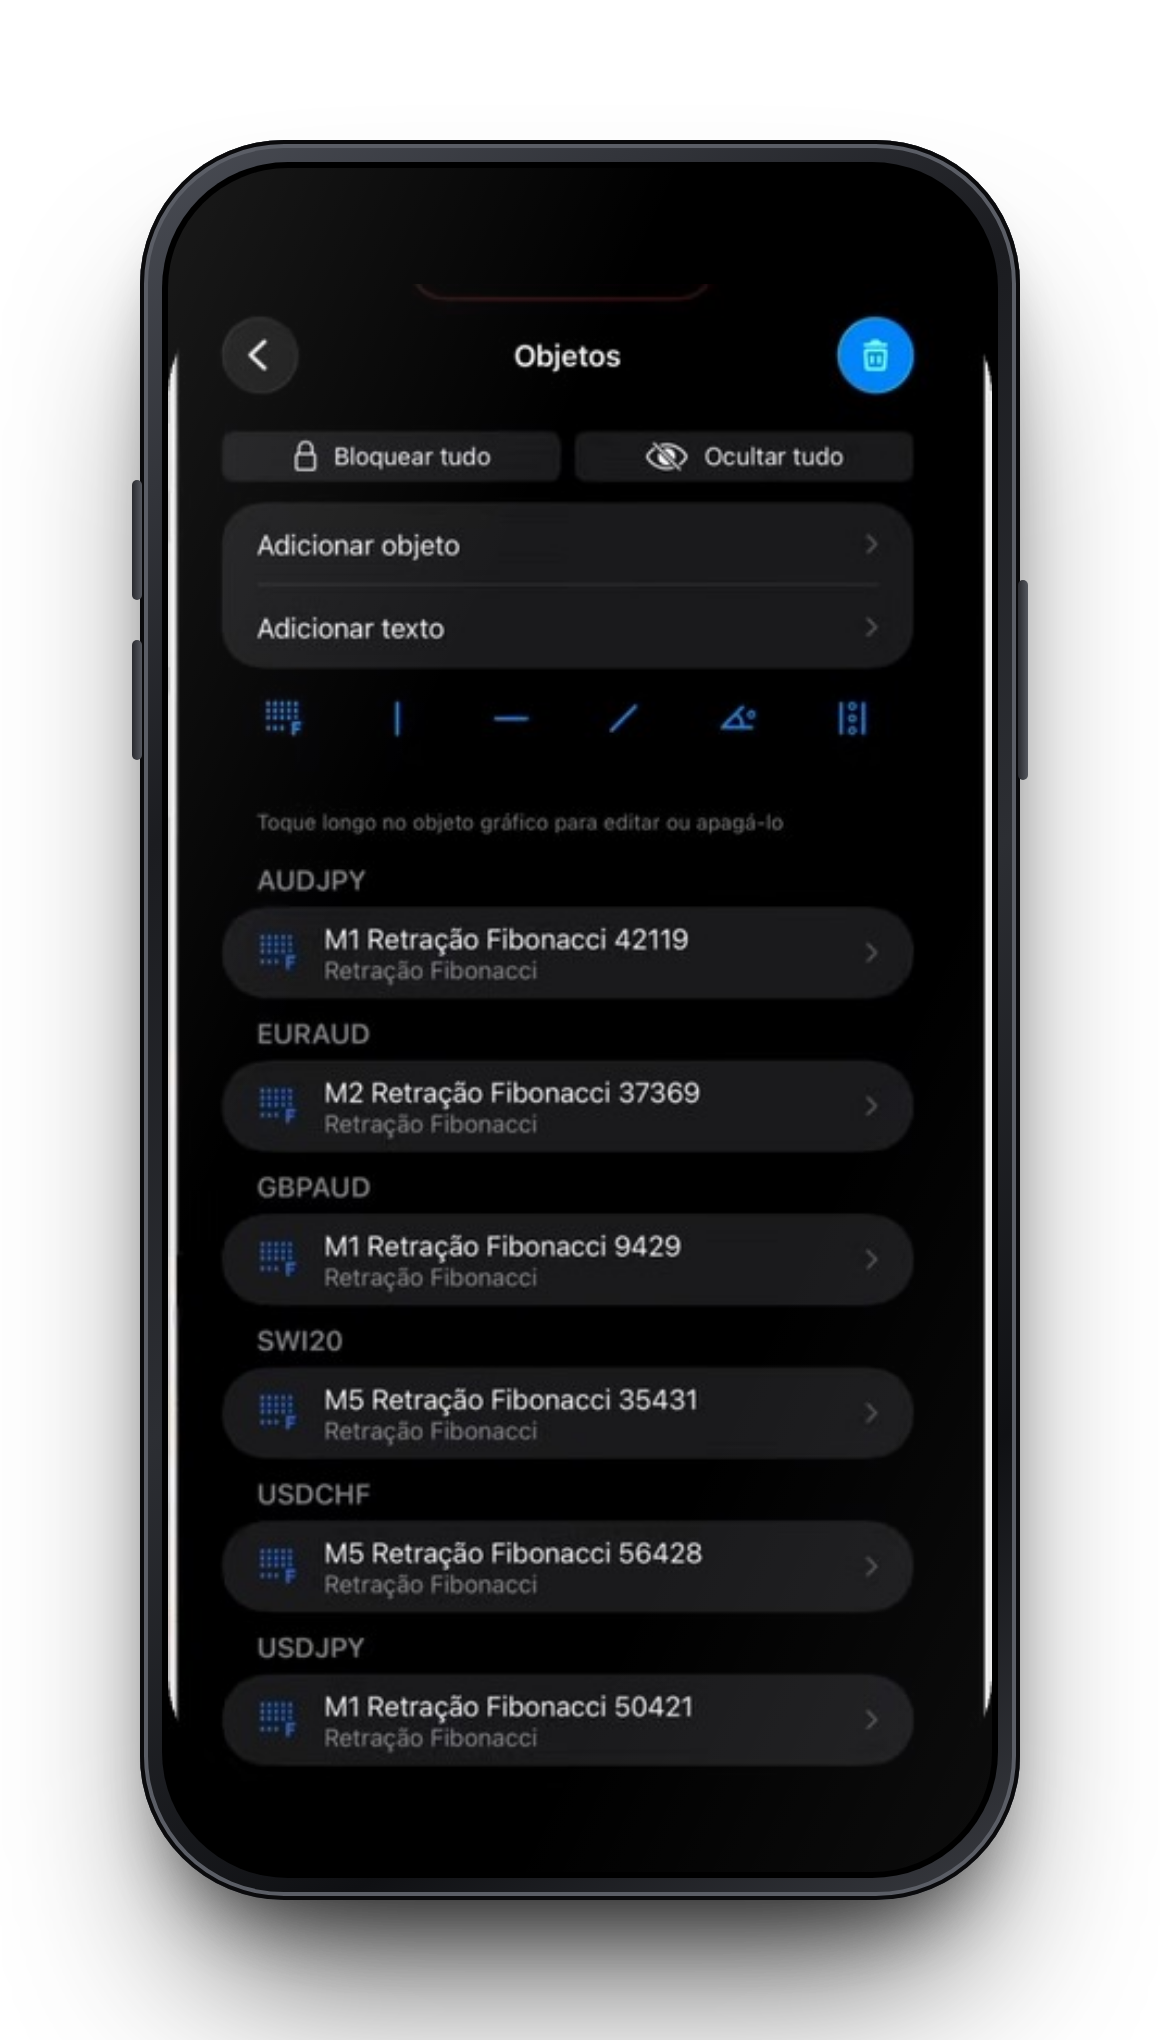 Objetos
Bloquear tudo
Ocultar tudo
Adicionar objeto
Adicionar texto
Toque longo no objeto gráfico para editar ou apagá-lo
AUDJPY
M1 Retração Fibonacci 42119
Retração Fibonacci
EURAUD
M2 Retração Fibonacci 37369
Retração Fibonacci
GBPAUD
M1 Retração Fibonacci 9429
Retração Fibonacci
SWI20
M5 Retração Fibonacci 35431
Retração Fibonacci
USDCHF
M5 Retração Fibonacci 56428
Retração Fibonacci
USDJPY
M1 Retração Fibonacci 50421
Retração Fibonacci